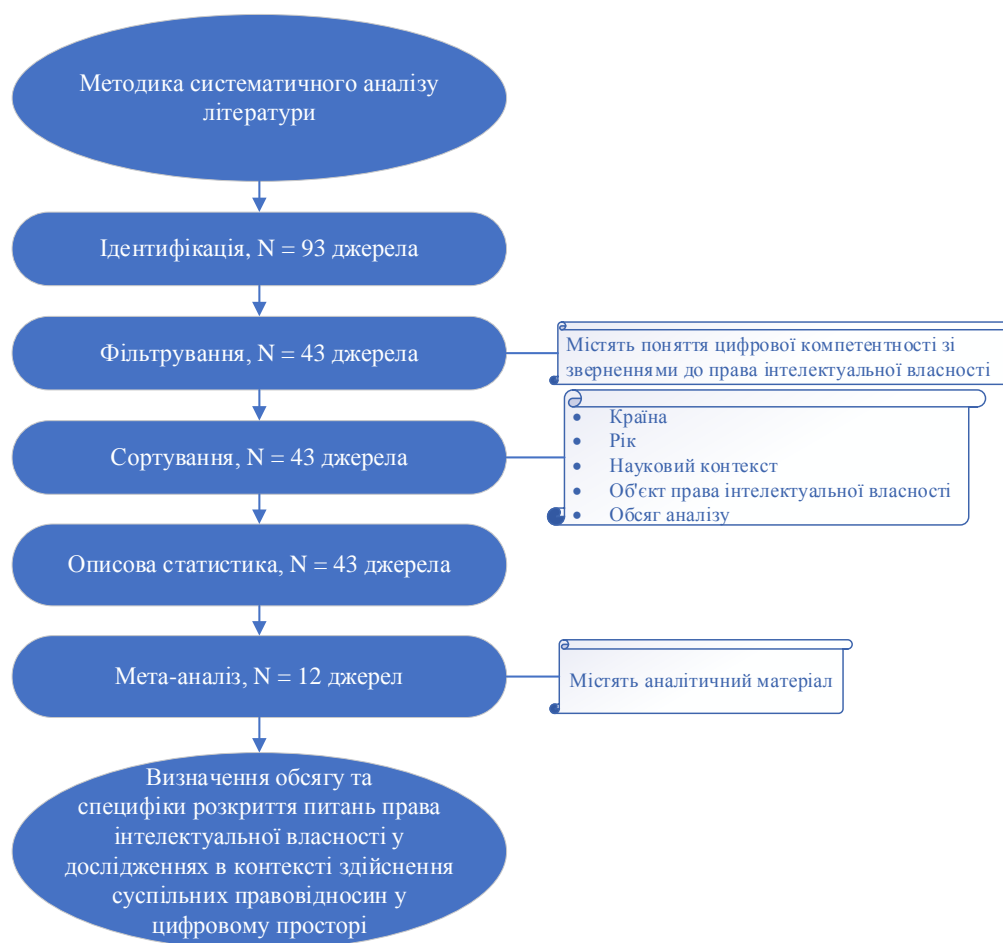 Методика систематичного аналізу
літератури
Ідентифікація, N = 93 джерела
Фільтрування, N = 43 джерела
Містять поняття цифрової компетентності зі
зверненнями до права інтелектуальної власності
Сортування, N = 43 джерела
• Країна
• Рік
• Науковий контекст
• Об'єкт права інтелектуальної власності
• Обсяг аналізу
Описова статистика, N = 43 джерела
Мета-аналіз, N = 12 джерел
Містять аналітичний матеріал
Визначення обсягу та
специфіки розкриття питань права
інтелектуальної власності у
дослідженнях в контексті здійснення
суспільних правовідносин у
цифровому просторі